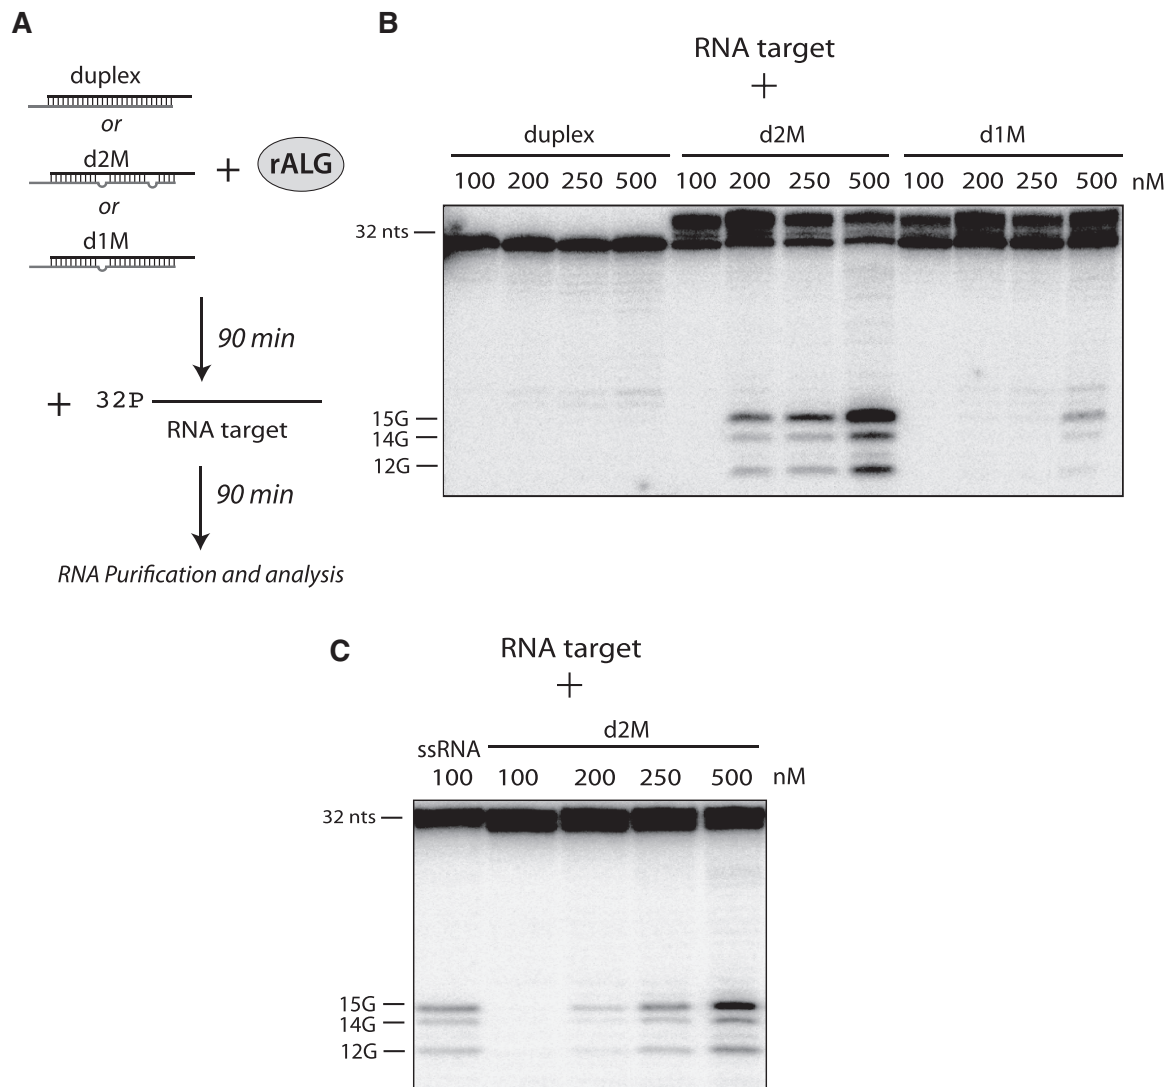 A
duplex
or
d2M
+ rALG
or
d1M
90 min
+ 32P
RNA target
90 min
RNA Purification and analysis
B
RNA target
+
duplex d2M d1M
100 200 250 500 100 200 250 500 100 200 250 500 nM
32 nts
15G
14G
12G
C
RNA target
+
d2M
ssRNA
100 100 200 250 500 nM
32 nts
15G
14G
12G